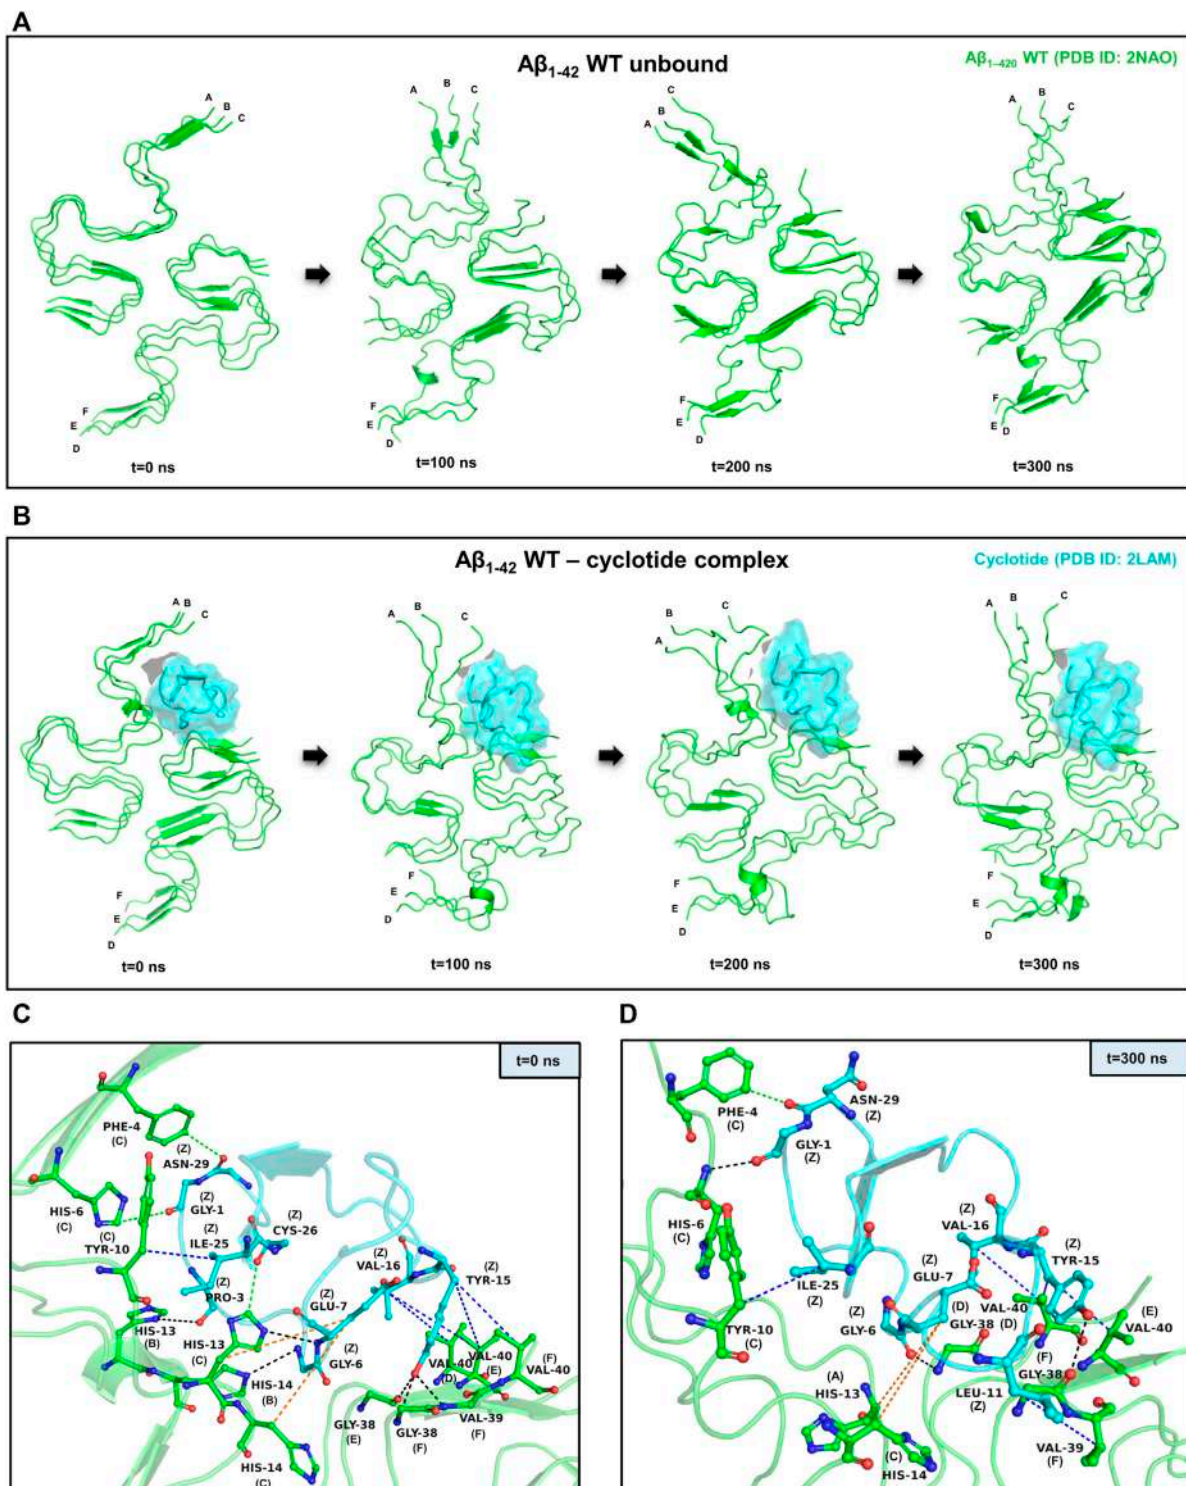 A
Aβ1-42 WT unbound
Aβ1-420 WT (PDB ID: 2NAO)
A B C
A B C
C B A
A B C
F E D
F E D
F E D
F E D
t=0 ns
t=100 ns
t=200 ns
t=300 ns
B
Aβ1-42 WT – cyclotide complex
Cyclotide (PDB ID: 2LAM)
A B C
A B C
A B C
A B C
F E D
F E D
F E D
F E D
t=0 ns
t=100 ns
t=200 ns
t=300 ns
C
t=0 ns
PHE-4
(C)
(Z)
ASN-29
HIS-6
(C)
(Z)
GLY-1
(C)
TYR-10
(Z)
ILE-25
(Z)
CYS-26
(Z)
PRO-3
(Z)
VAL-16
(Z)
TYR-15
(Z)
GLU-7
HIS-13
(B)
HIS-13
(C)
(Z)
GLY-6
HIS-14
(B)
VAL-40
(D)
VAL-40
(E)
(F)
VAL-40
GLY-38
(E)
GLY-38
(F)
VAL-39
(F)
HIS-14
(C)
D
t=300 ns
PHE-4
(C)
ASN-29
(Z)
GLY-1
(Z)
HIS-6
(C)
(Z)
VAL-16
(Z)
TYR-15
(Z)
GLU-7
ILE-25
(Z)
(Z)
GLY-6
(D)
GLY-38
VAL-40
(D)
(E)
VAL-40
TYR-10
(C)
(F)
GLY-38
LEU-11
(Z)
(A)
HIS-13
VAL-39
(F)
(C)
HIS-14